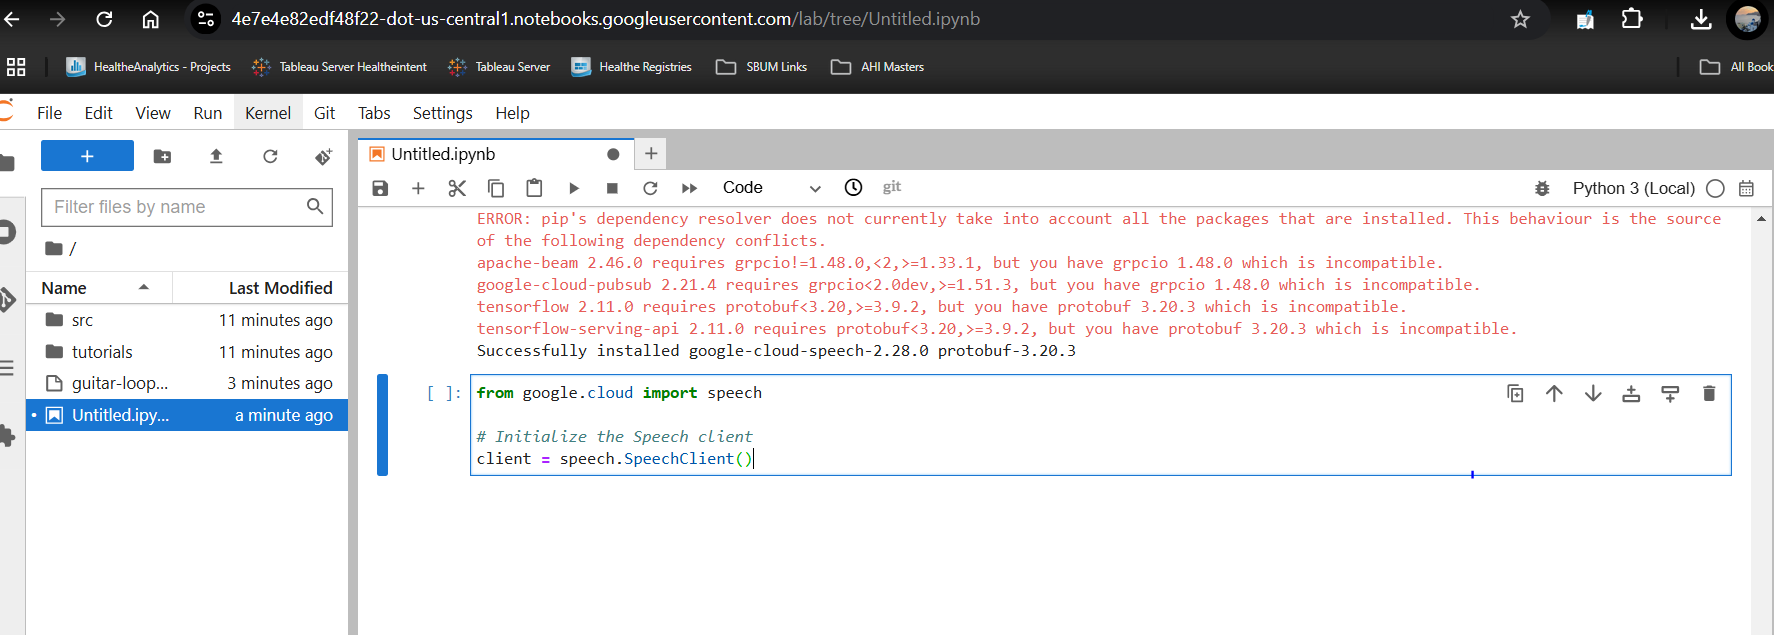 4e7e4e82edf48f22-dot-us-central1.notebooks.googleusercontent.com/lab/tree/Untitled.ipynb
HealtheAnalytics - Projects
Tableau Server Healtheintent
Tableau Server
Healthe Registries
SBUM Links
AHI Masters
All Book
File Edit View Run Kernel Git Tabs Settings Help
Filter files by name
/
Name Last Modified
src 11 minutes ago
tutorials 11 minutes ago
guitar-loop... 3 minutes ago
Untitled.ipy... a minute ago
Untitled.ipynb
Code
git
Python 3 (Local)
ERROR: pip's dependency resolver does not currently take into account all the packages that are installed. This behaviour is the source
of the following dependency conflicts.
apache-beam 2.46.0 requires grpcio!=1.48.0,<2,>=1.33.1, but you have grpcio 1.48.0 which is incompatible.
google-cloud-pubsub 2.21.4 requires grpcio<2.0dev,>=1.51.3, but you have grpcio 1.48.0 which is incompatible.
tensorflow 2.11.0 requires protobuf<3.20,>=3.9.2, but you have protobuf 3.20.3 which is incompatible.
tensorflow-serving-api 2.11.0 requires protobuf<3.20,>=3.9.2, but you have protobuf 3.20.3 which is incompatible.
Successfully installed google-cloud-speech-2.28.0 protobuf-3.20.3
[ ]: from google.cloud import speech
# Initialize the Speech client
client = speech.SpeechClient()